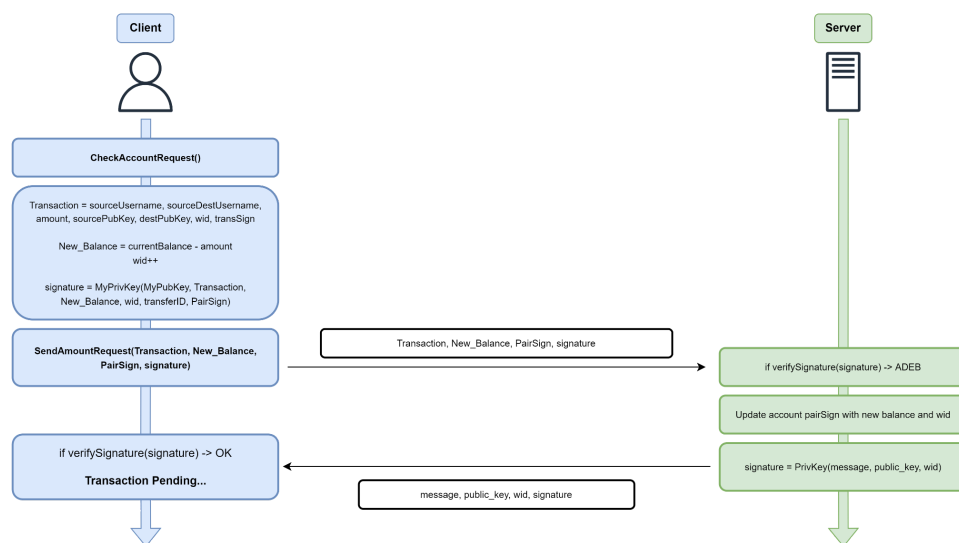 Client
Server
CheckAccountRequest()
Transaction = sourceUsername, sourceDestUsername,
amount, sourcePubKey, destPubKey, wid, transSign
New_Balance = currentBalance - amount
wid++
signature = MyPrivKey(MyPubKey, Transaction,
New_Balance, wid, transferID, PairSign)
SendAmountRequest(Transaction, New_Balance,
PairSign, signature)
Transaction, New_Balance, PairSign, signature
if verifySignature(signature) -> ADEB
Update account pairSign with new balance and wid
signature = PrivKey(message, public_key, wid)
message, public_key, wid, signature
if verifySignature(signature) -> OK
Transaction Pending...